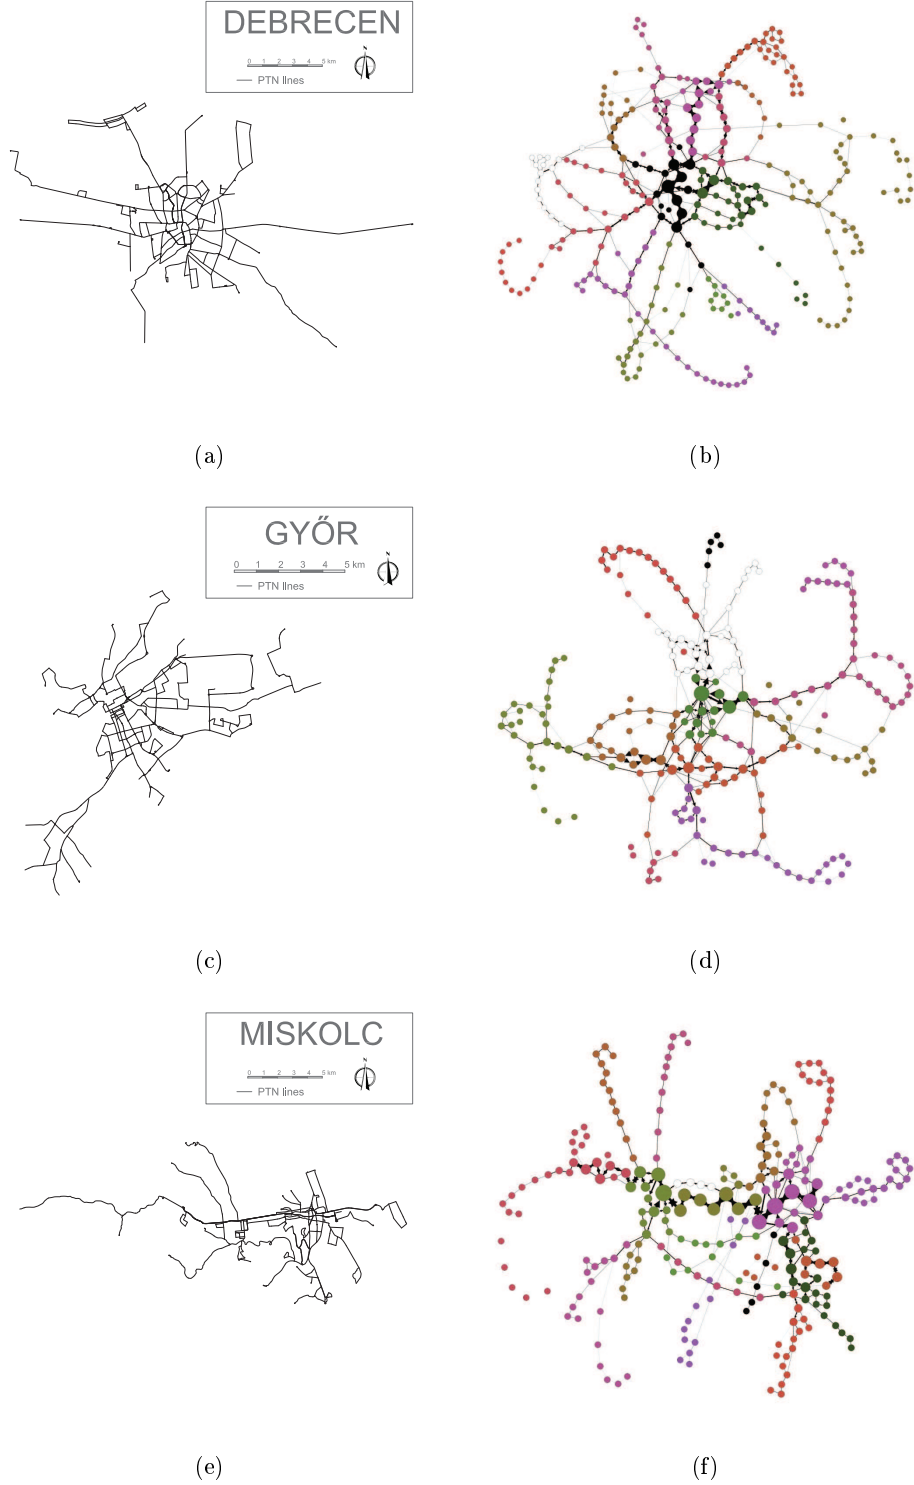 DEBRECEN
0 1 2 3 4 5 km
N
PTN lines
(a)
(b)
GYŐR
0 1 2 3 4 5 km
N
PTN lines
(c)
(d)
MISKOLC
0 1 2 3 4 5 km
N
PTN lines
(e)
(f)